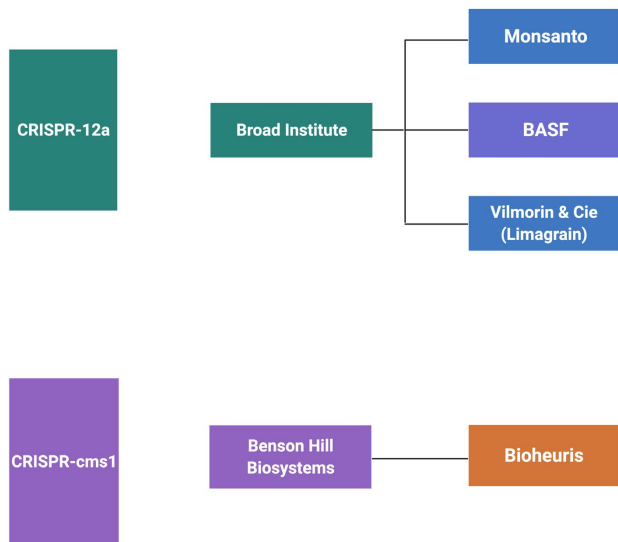 Monsanto
CRISPR-12a
Broad Institute
BASF
Vilmorin & Cie
(Limagrain)
CRISPR-cms1
Benson Hill
Biosystems
Bioheuris